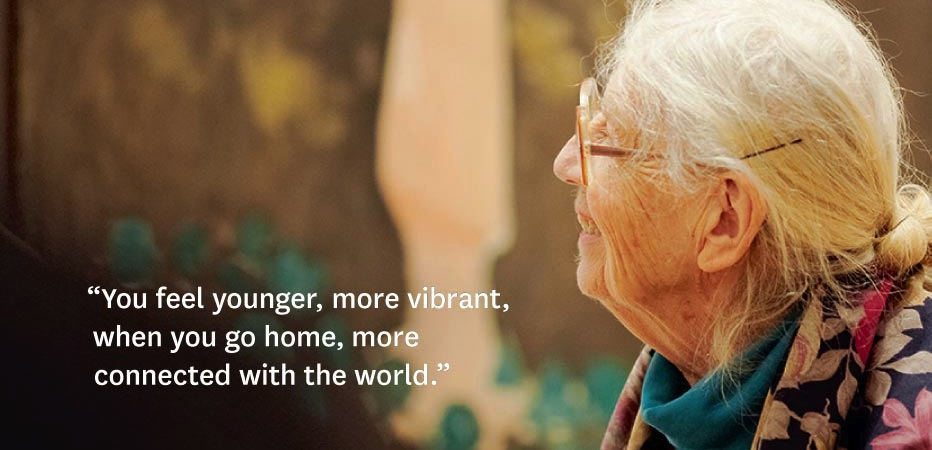 “You feel younger, more vibrant,
when you go home, more
connected with the world.”